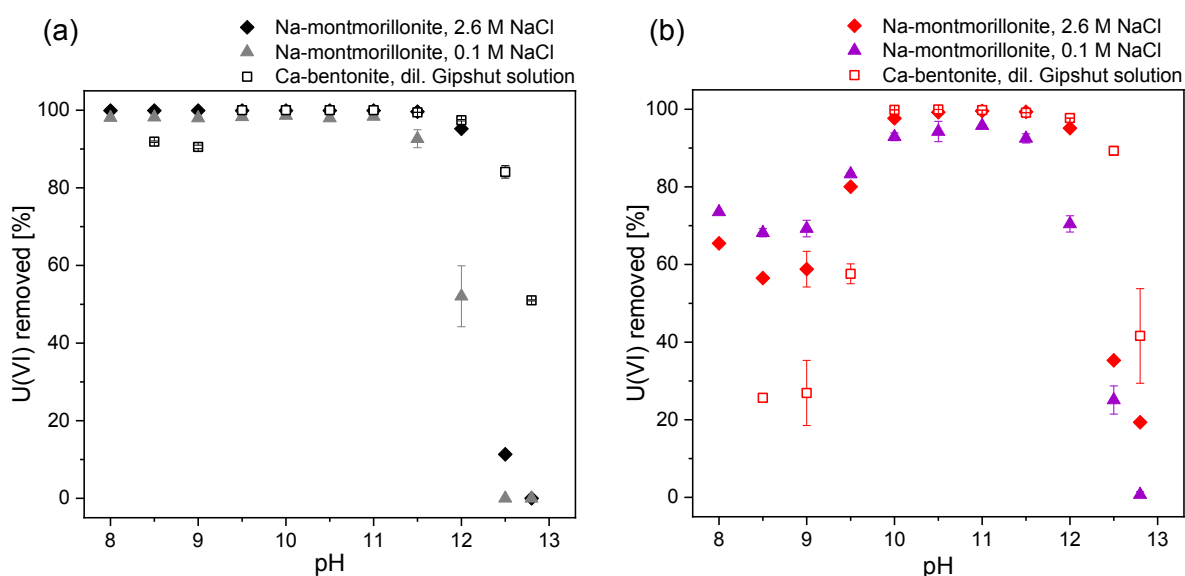 (a)
Na-montmorillonite, 2.6 M NaCl
Na-montmorillonite, 0.1 M NaCl
Ca-bentonite, dil. Gipshut solution
100
80
60
40
20
0
U(VI) removed [%]
8 9 10 11 12 13
pH
(b)
Na-montmorillonite, 2.6 M NaCl
Na-montmorillonite, 0.1 M NaCl
Ca-bentonite, dil. Gipshut solution
100
80
60
40
20
0
U(VI) removed [%]
8 9 10 11 12 13
pH